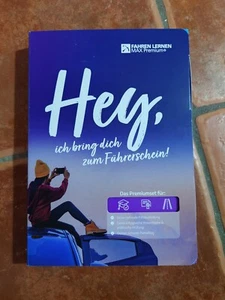 FAHREN LERNEN
MAX Premium+
Hey,
ich bring dich
zum Führerschein!
Das Premiumset für: